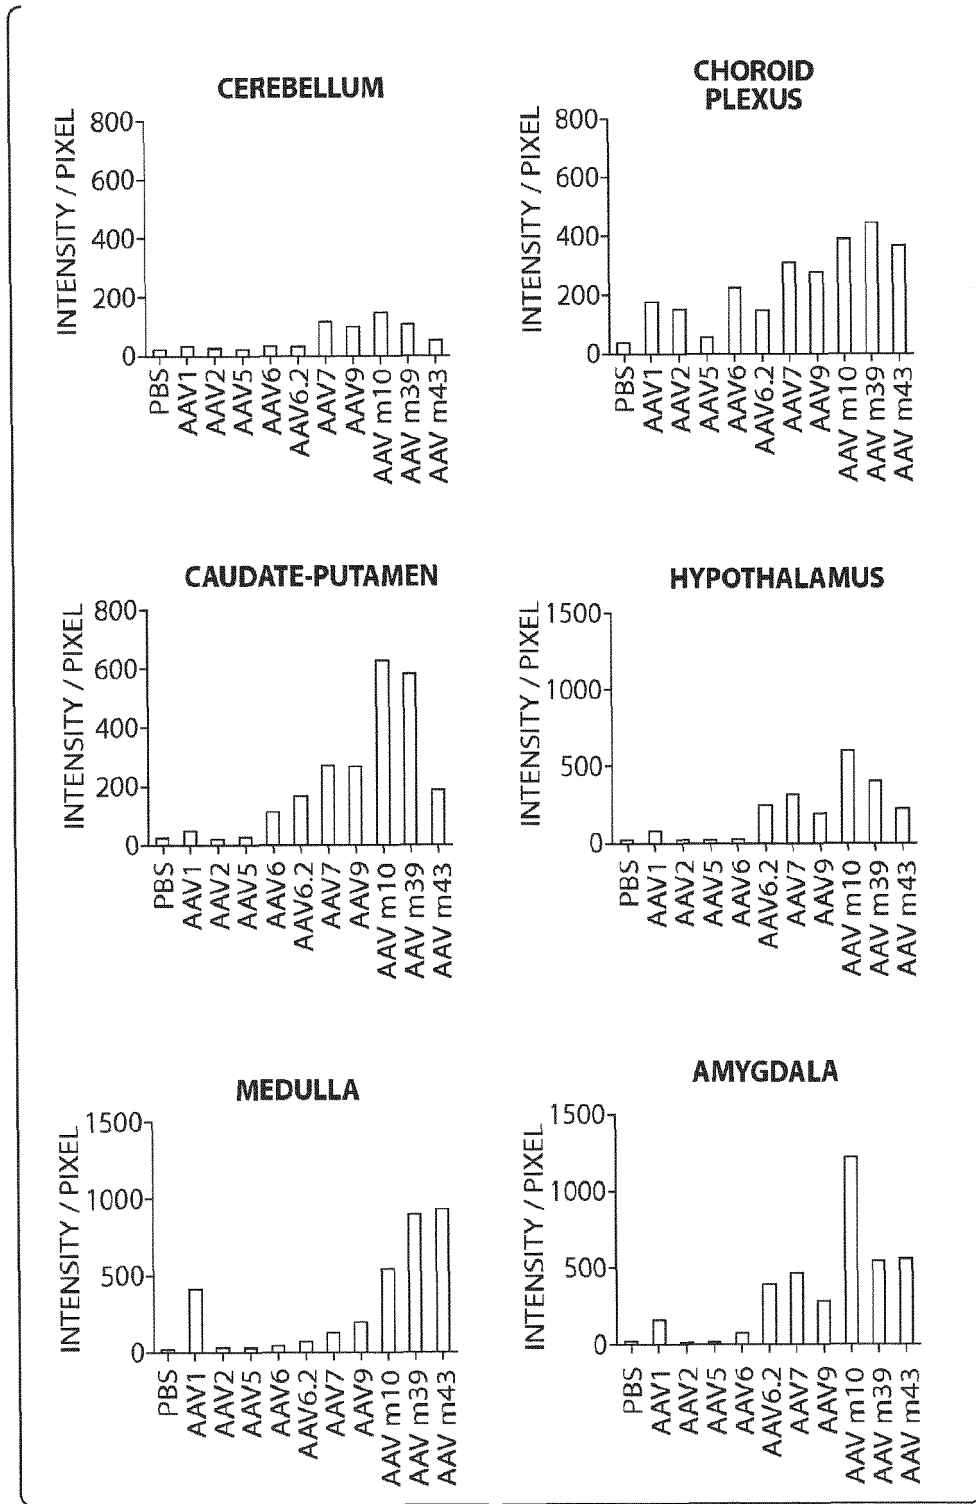 CEREBELLUM
INTENSITY / PIXEL
800
600
400
200
0
PBS
AAV1
AAV2
AAV5
AAV6
AAV6.2
AAV7
AAV9
AAV m10
AAV m39
AAV m43
CHOROID
PLEXUS
INTENSITY / PIXEL
800
600
400
200
0
PBS
AAV1
AAV2
AAV5
AAV6
AAV6.2
AAV7
AAV9
AAV m10
AAV m39
AAV m43
CAUDATE-PUTAMEN
INTENSITY / PIXEL
800
600
400
200
0
PBS
AAV1
AAV2
AAV5
AAV6
AAV6.2
AAV7
AAV9
AAV m10
AAV m39
AAV m43
HYPOTHALAMUS
INTENSITY / PIXEL
1500
1000
500
0
PBS
AAV1
AAV2
AAV5
AAV6
AAV6.2
AAV7
AAV9
AAV m10
AAV m39
AAV m43
MEDULLA
INTENSITY / PIXEL
1500
1000
500
0
PBS
AAV1
AAV2
AAV5
AAV6
AAV6.2
AAV7
AAV9
AAV m10
AAV m39
AAV m43
AMYGDALA
INTENSITY / PIXEL
1500
1000
500
0
PBS
AAV1
AAV2
AAV5
AAV6
AAV6.2
AAV7
AAV9
AAV m10
AAV m39
AAV m43